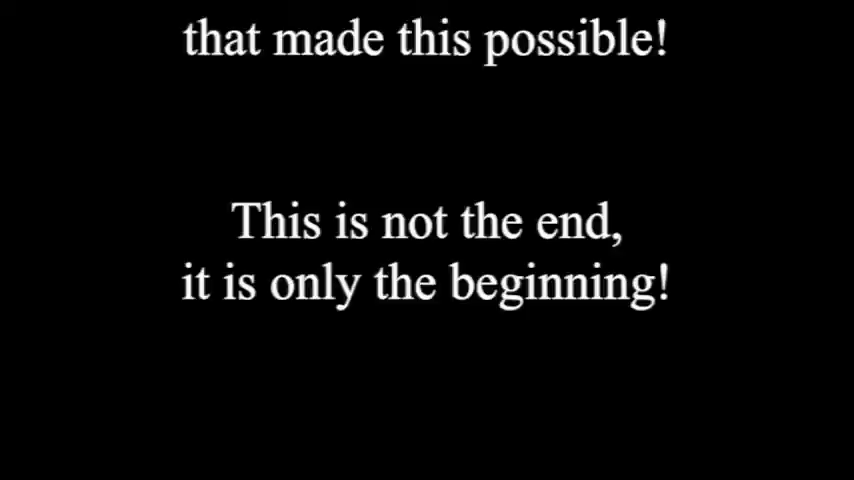 that made this possible!
This is not the end,
it is only the beginning!